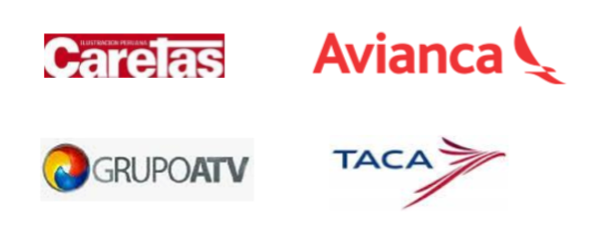 ILUSTRACION PERUANA
Caretas
Avianca
GRUPOATV
TACA